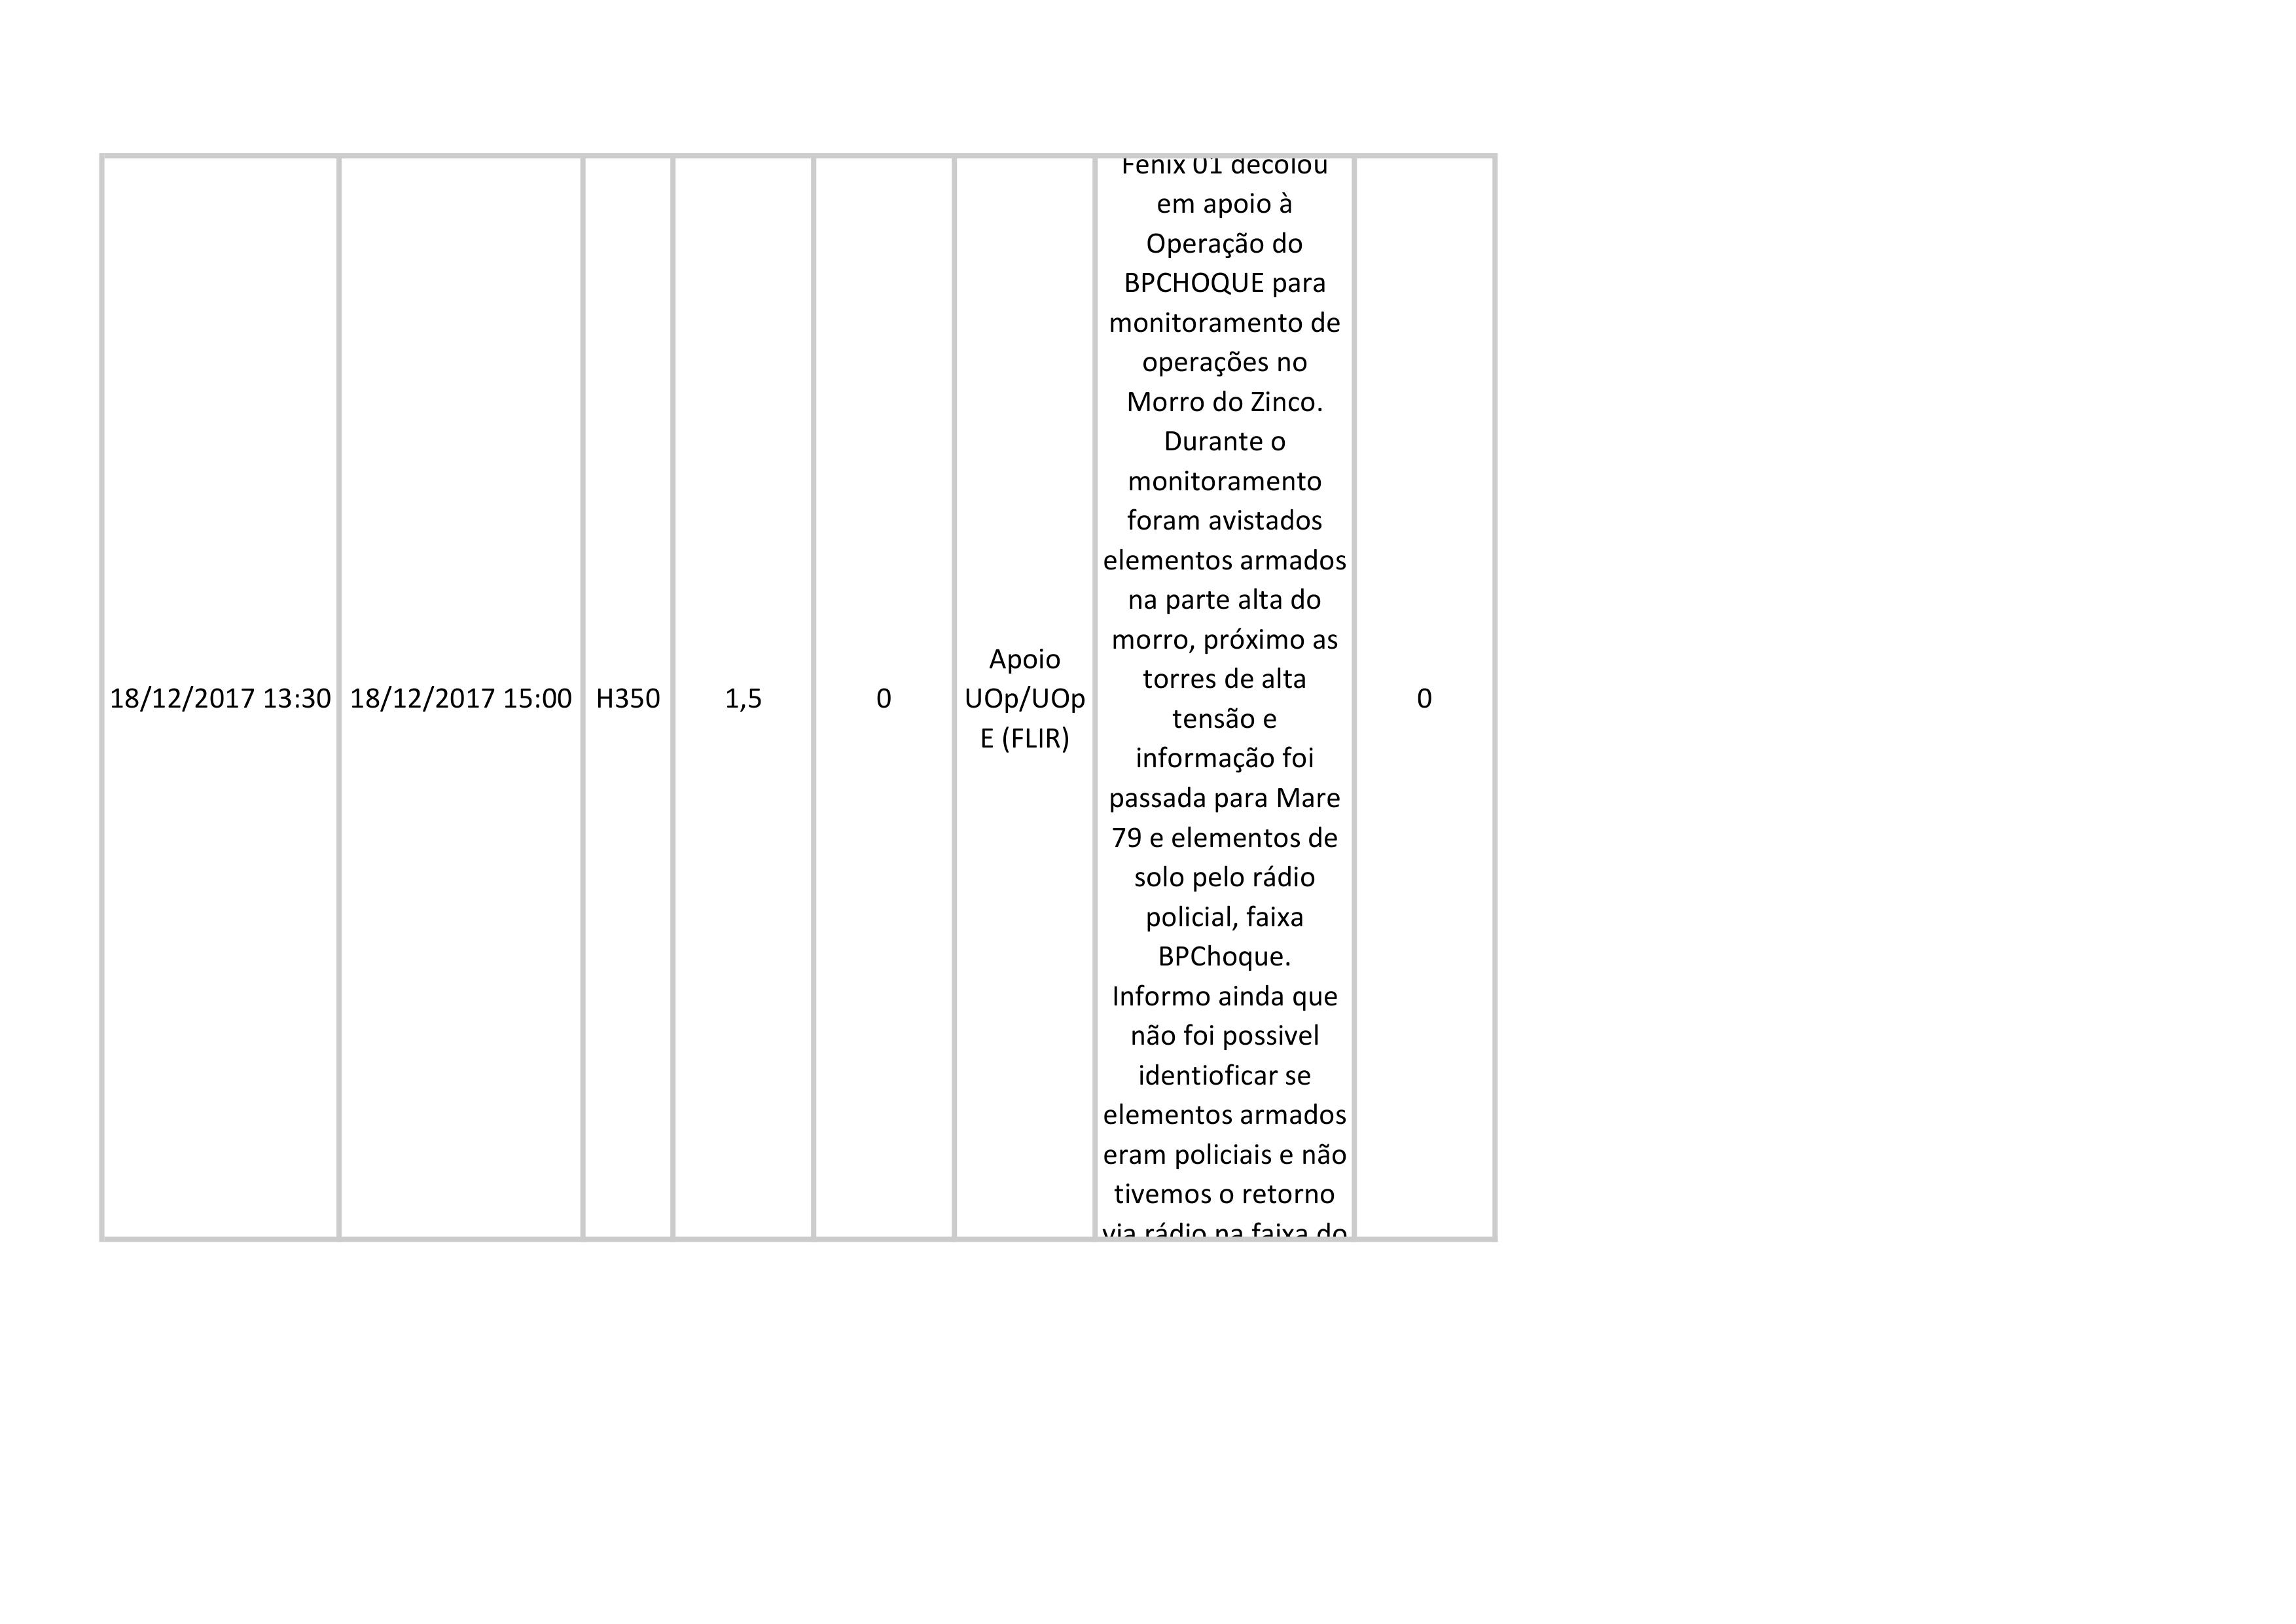 18/12/2017 13:30
18/12/2017 15:00
H350
1,5
0
Apoio
UOp/UOp
E (FLIR)
Fenix 01 decolou
em apoio à
Operação do
BPCHOQUE para
monitoramento de
operações no
Morro do Zinco.
Durante o
monitoramento
foram avistados
elementos armados
na parte alta do
morro, próximo as
torres de alta
tensão e
informação foi
passada para Mare
79 e elementos de
solo pelo rádio
policial, faixa
BPChoque.
Informo ainda que
não foi possivel
identioficar se
elementos armados
eram policiais e não
tivemos o retorno
via rádio na faixa do
0